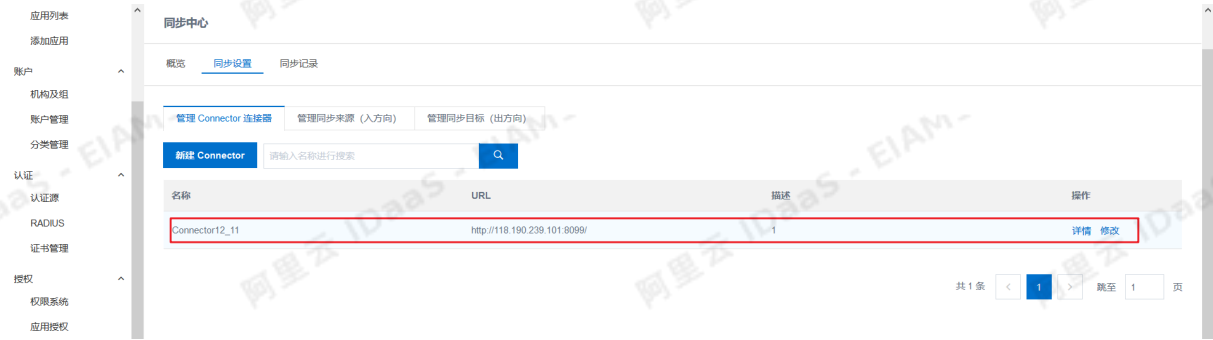 应用列表
添加应用
账户
机构及组
账户管理
分类管理
认证
认证源
RADIUS
证书管理
授权
权限系统
应用授权
同步中心
概览 同步设置 同步记录
管理 Connector 连接器 管理同步来源 (入方向) 管理同步目标 (出方向)
新建 Connector 请输入名称进行搜索
名称 URL 描述 操作
Connector12_11 http://118.190.239.101:8099/ 1 详情 修改
共 1 条 < 1 > 跳至 1 页
阿里云 IDaaS - EIAM